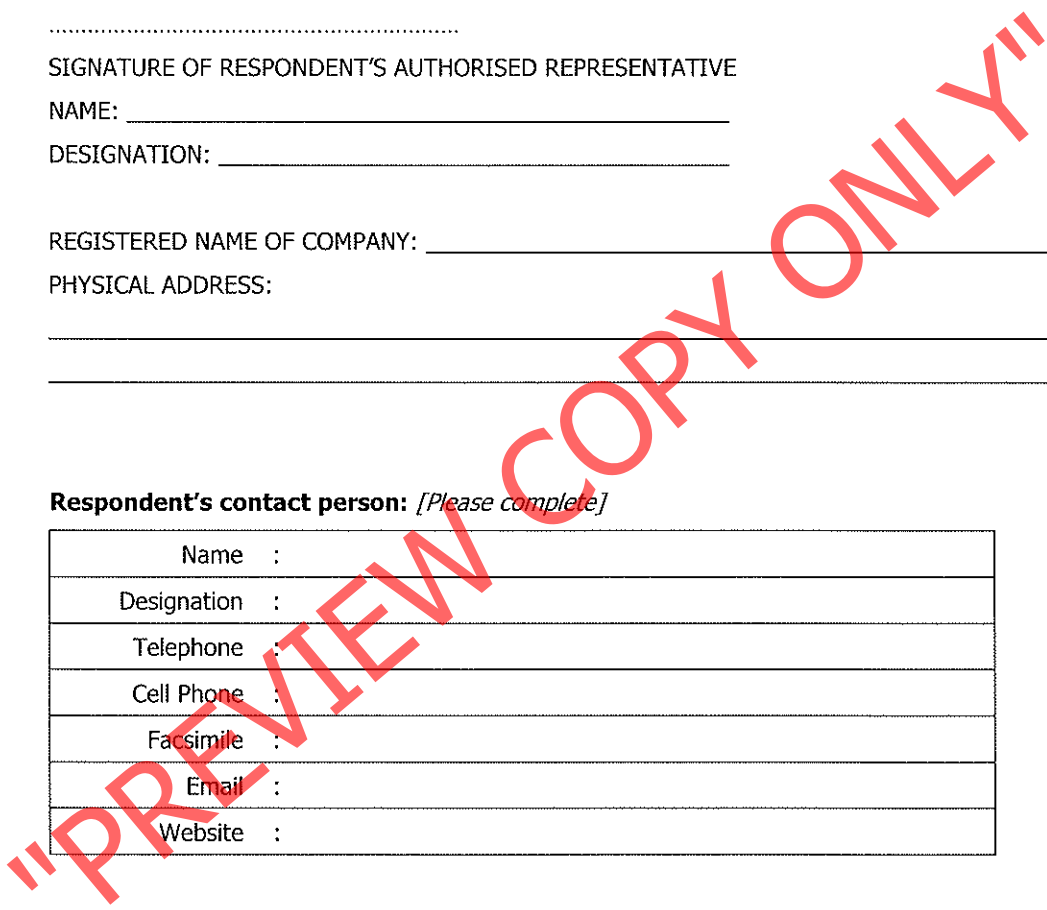 SIGNATURE OF RESPONDENT'S AUTHORISED REPRESENTATIVE
NAME:
DESIGNATION:
REGISTERED NAME OF COMPANY:
PHYSICAL ADDRESS:
Respondent's contact person: [Please complete]
Name :
Designation :
Telephone :
Cell Phone :
Facsimile :
Email :
Website :
"PREVIEW COPY ONLY"